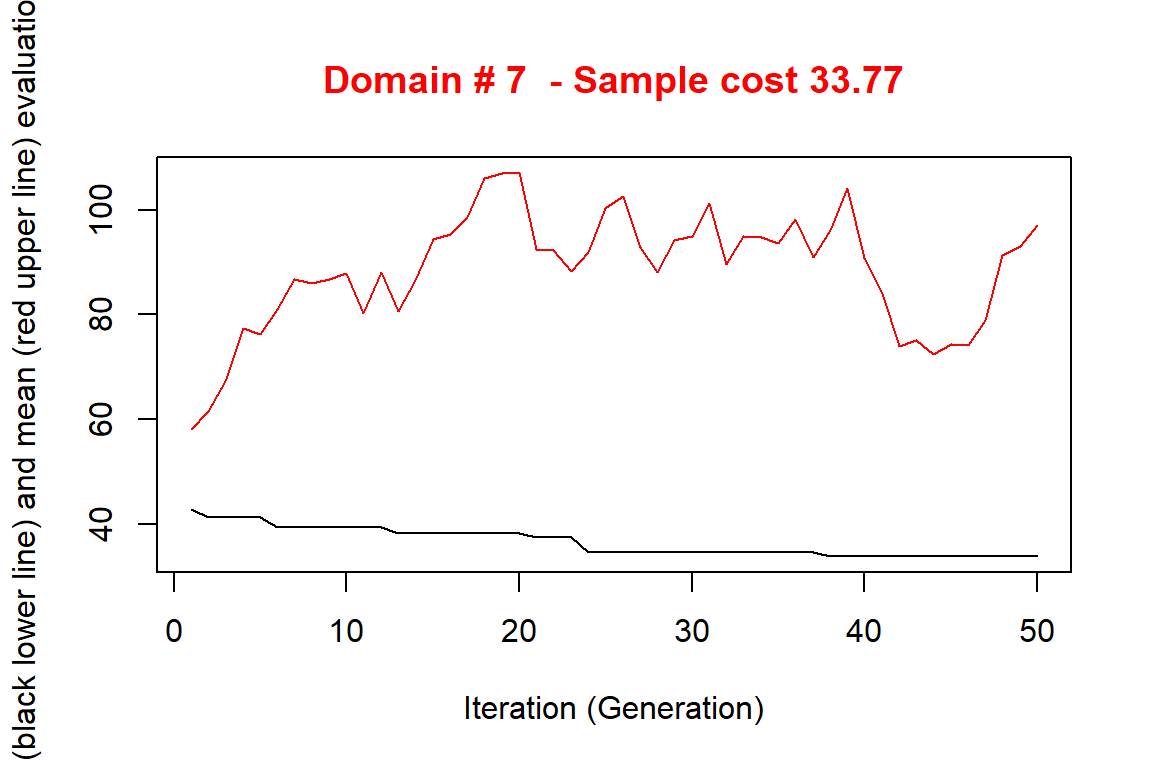 Domain # 7  - Sample cost 33.77
(black lower line) and mean (red upper line) evaluatio
100
80
60
40
0 10 20 30 40 50
Iteration (Generation)